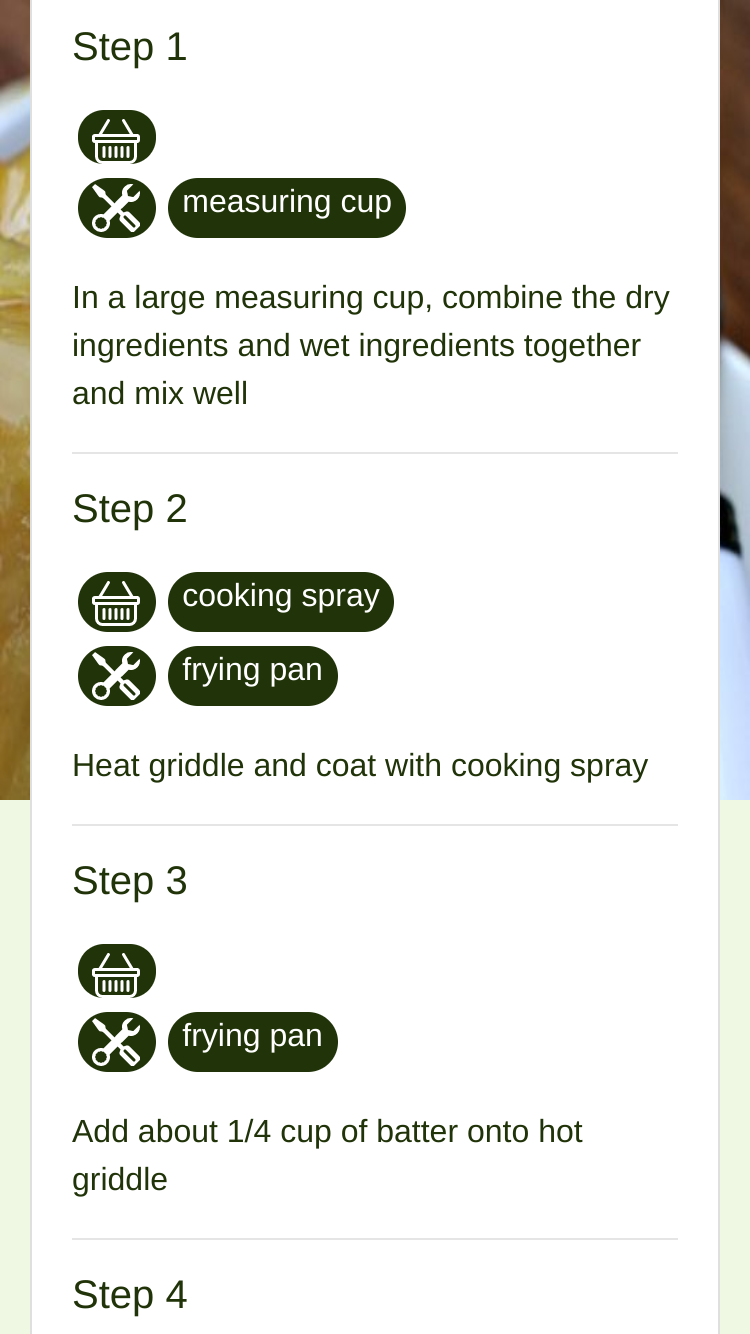 Step 1
measuring cup
In a large measuring cup, combine the dry
ingredients and wet ingredients together
and mix well
Step 2
cooking spray
frying pan
Heat griddle and coat with cooking spray
Step 3
frying pan
Add about 1/4 cup of batter onto hot
griddle
Step 4